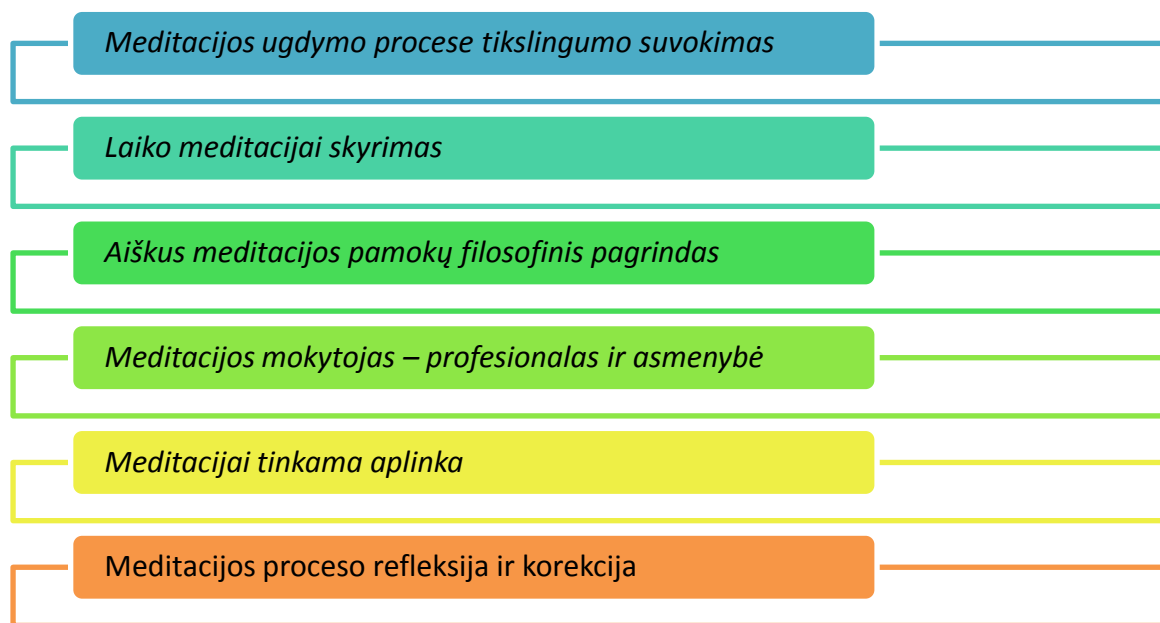 Meditacijos ugdymo procese tikslingumo suvokimas
Laiko meditacijai skyrimas
Aiškus meditacijos pamokų filosofinis pagrindas
Meditacijos mokytojas – profesionalas ir asmenybė
Meditacijai tinkama aplinka
Meditacijos proceso refleksija ir korekcija